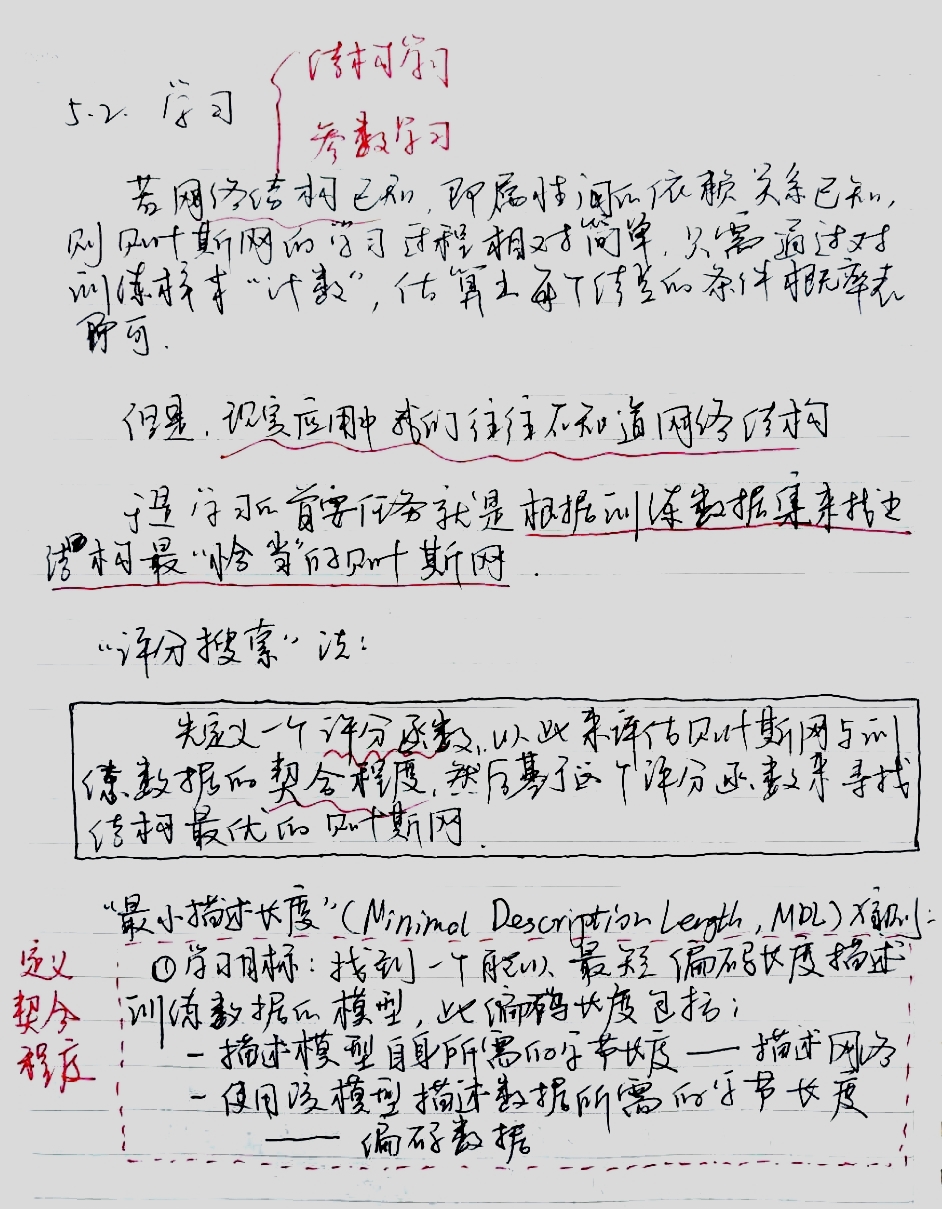 5.2. 学习
结构学习
参数学习
若网络结构已知，即属性间的依赖关系已知，
则贝叶斯网的学习过程相对简单，只需通过对
训练样本“计数”，估算出每个结点的条件概率表
即可．
但是，现实应用中我们往往不知道网络结构
于是学习的首要任务就是根据训练数据集来找出
结构最“恰当”的贝叶斯网．
“评分搜索”法：
先定义一个评分函数，以此来评估贝叶斯网与训
练数据的契合程度，然后基于这个评分函数来寻找
结构最优的贝叶斯网．
“最小描述长度”(Minimal Description Length, MDL)准则：
定义
契合
程度
①学习目标：找到一个能以最短编码长度描述
训练数据的模型，此编码长度包括：
- 描述模型自身所需的字节长度 —— 描述网络
- 使用该模型描述数据所需的字节长度
—— 编码数据